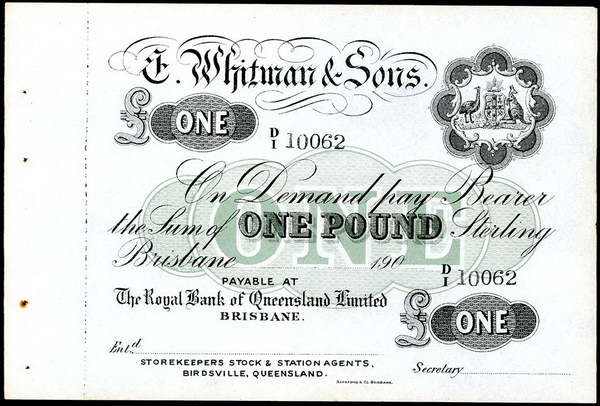 E. Whitman & Sons.
£ ONE
D/1 10062
On Demand pay Bearer
the Sum of ONE POUND Sterling
ONE
Brisbane 190
D/1 10062
PAYABLE AT
The Royal Bank of Queensland Limited
BRISBANE.
£ ONE
Ent.d
STOREKEEPERS STOCK & STATION AGENTS,
BIRDSVILLE, QUEENSLAND.
Secretary
SAPSFORD & CO. BRISBANE.